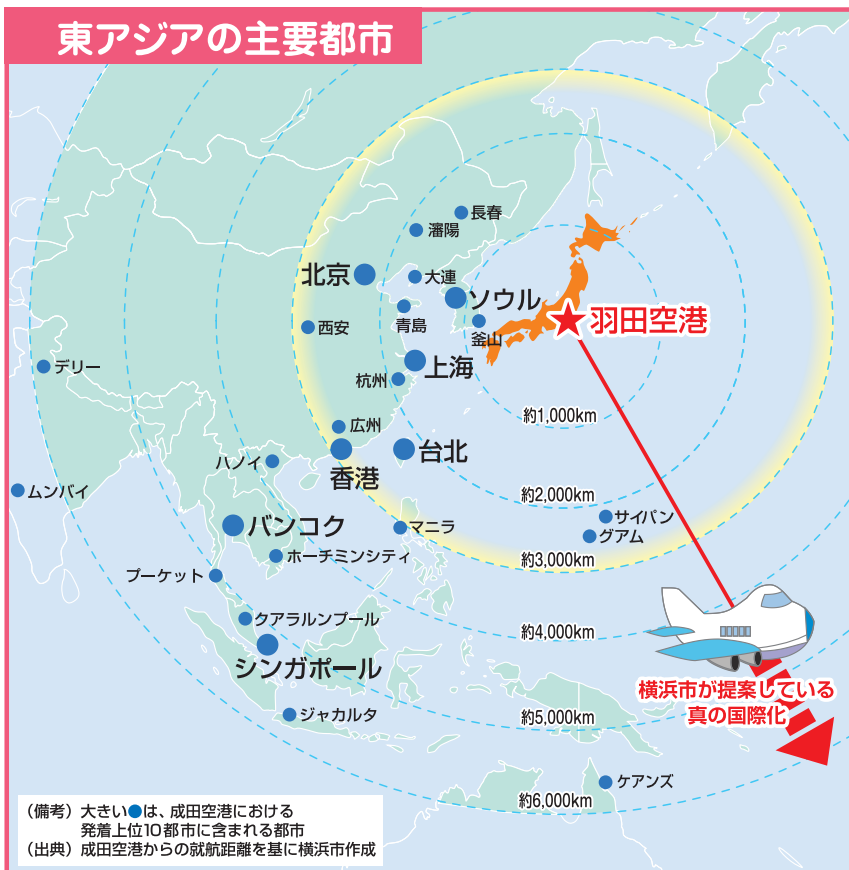 東アジアの主要都市
長春
瀋陽
北京
大連
ソウル
青島
釜山
羽田空港
西安
上海
杭州
デリー
広州
約1,000km
台北
香港
ハノイ
ムンバイ
約2,000km
サイパン
グアム
マニラ
バンコク
ホーチミンシティ
約3,000km
プーケット
クアラルンプール
約4,000km
シンガポール
横浜市が提案している
真の国際化
ジャカルタ
約5,000km
ケアンズ
約6,000km
（備考）大きい●は、成田空港における
発着上位10都市に含まれる都市
（出典）成田空港からの就航距離を基に横浜市作成